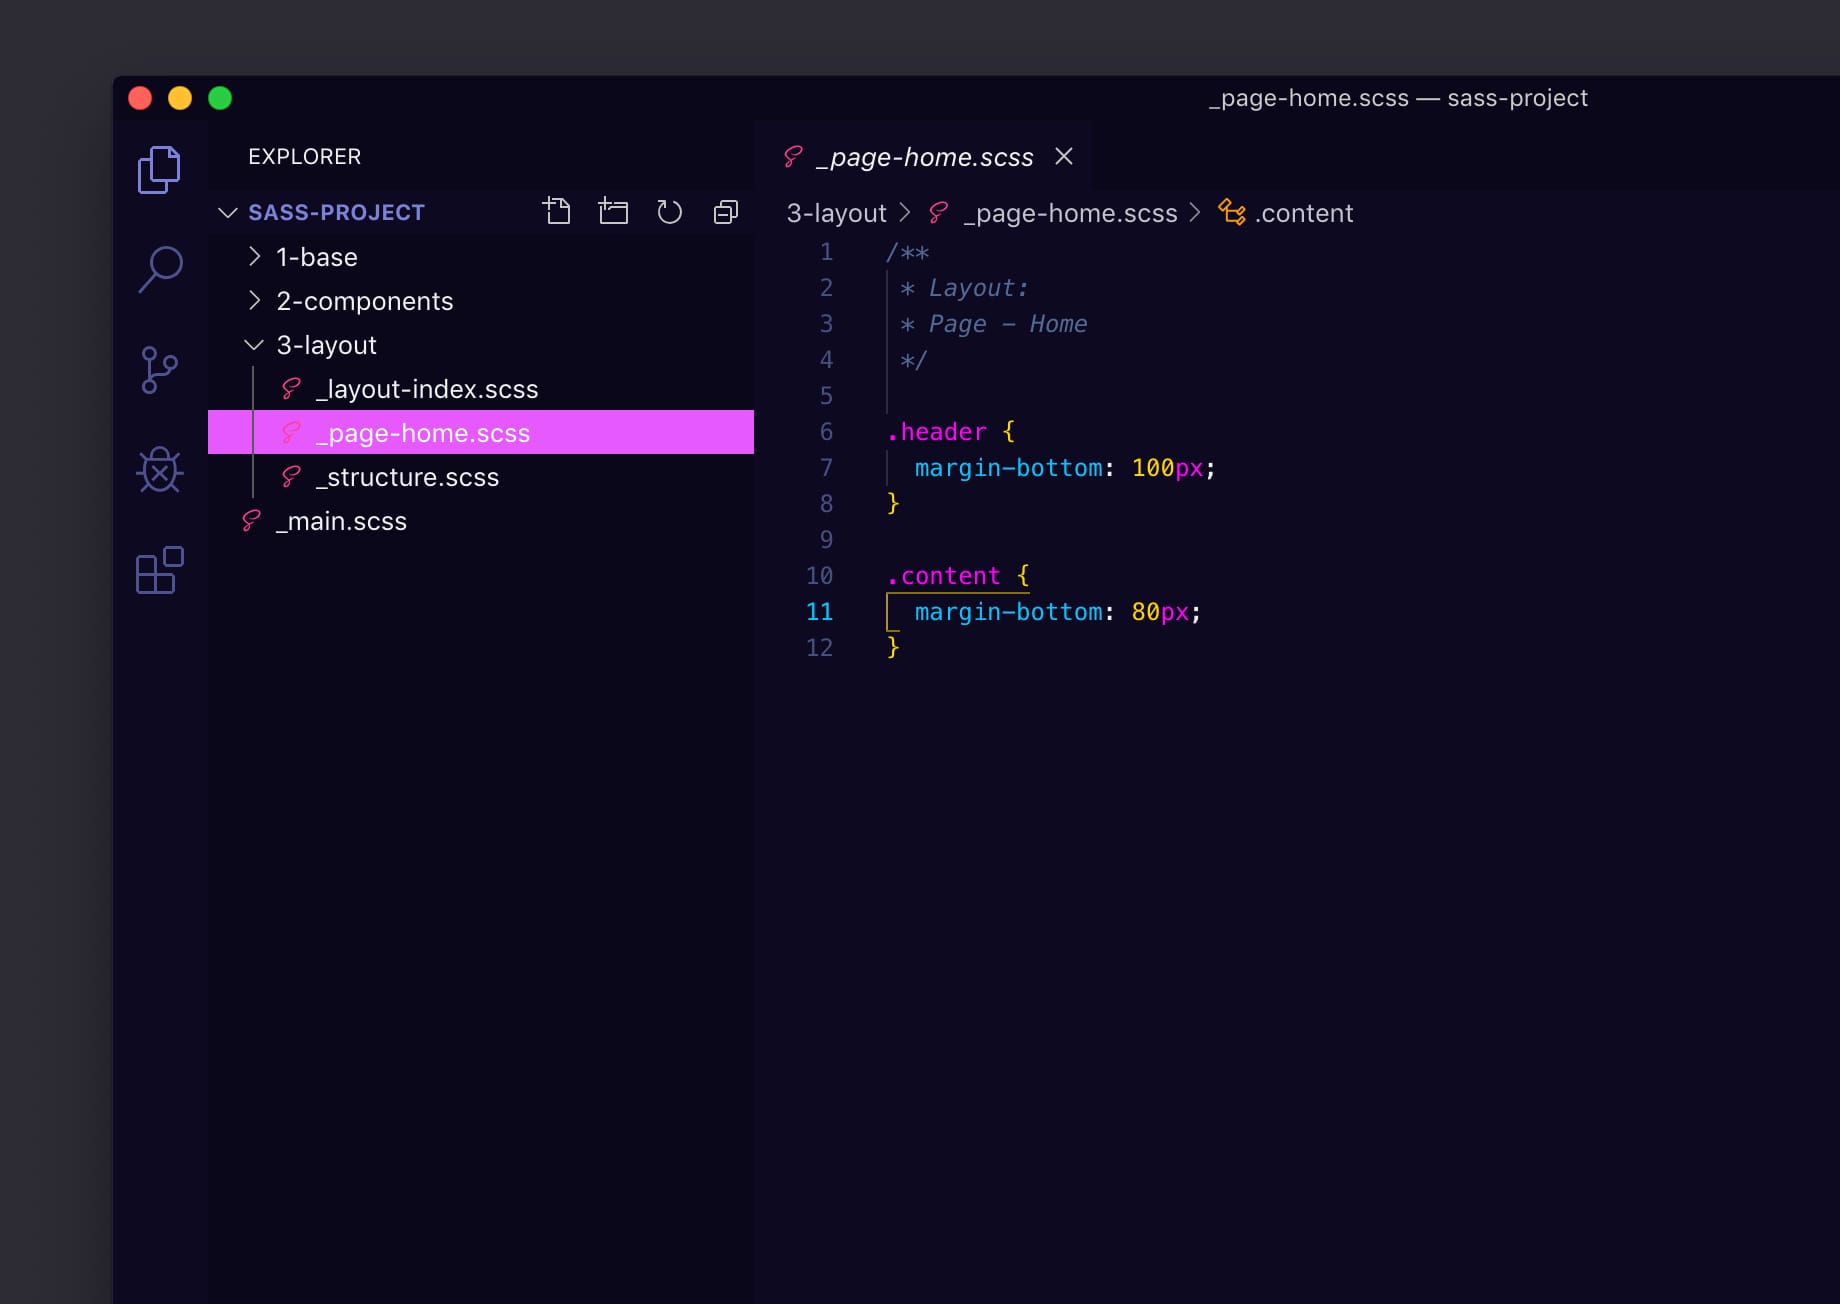 _page-home.scss — sass-project
EXPLORER
SASS-PROJECT
1-base
2-components
3-layout
_layout-index.scss
_page-home.scss
_structure.scss
_main.scss
_page-home.scss
3-layout > _page-home.scss > .content
1 /**
2  * Layout:
3  * Page - Home
4  */
5
6 .header {
7   margin-bottom: 100px;
8 }
9
10 .content {
11   margin-bottom: 80px;
12 }